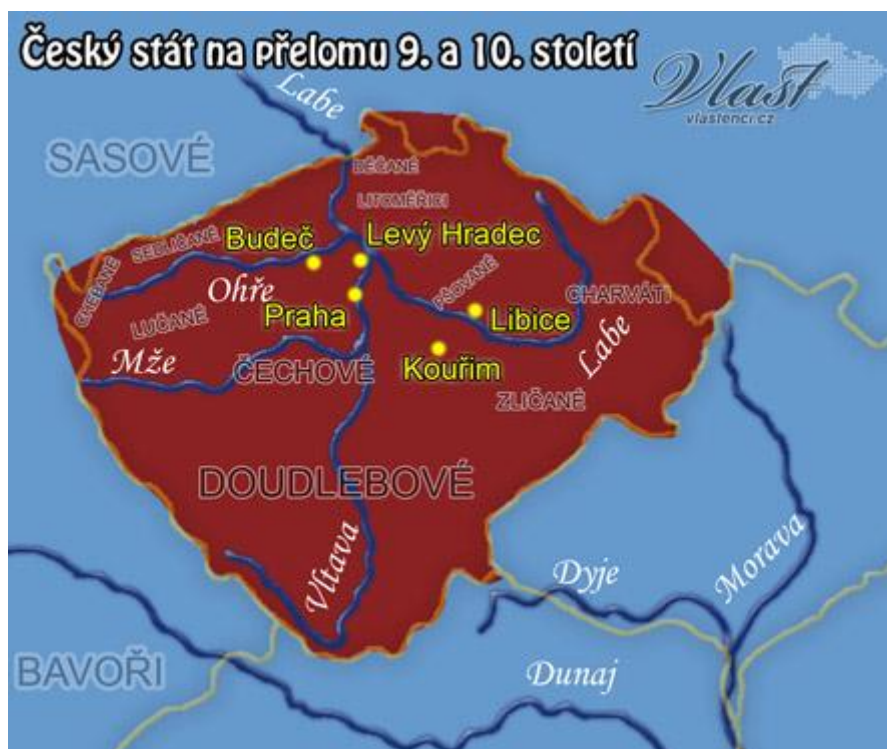 Český stát na přelomu 9. a 10. století
Vlast
vlastenci.cz
Labe
SASOVÉ
DĚČANÉ
LITOMĚŘICI
SEDLIČANÉ
Budeč
Levý Hradec
CHEBANÉ
Ohře
PŠOVANÉ
CHARVÁTI
LUČANÉ
Praha
Libice
Labe
Mže
ČECHOVÉ
Kouřim
ZLIČANÉ
DOUDLEBOVÉ
Vltava
Dyje
Morava
BAVOŘI
Dunaj